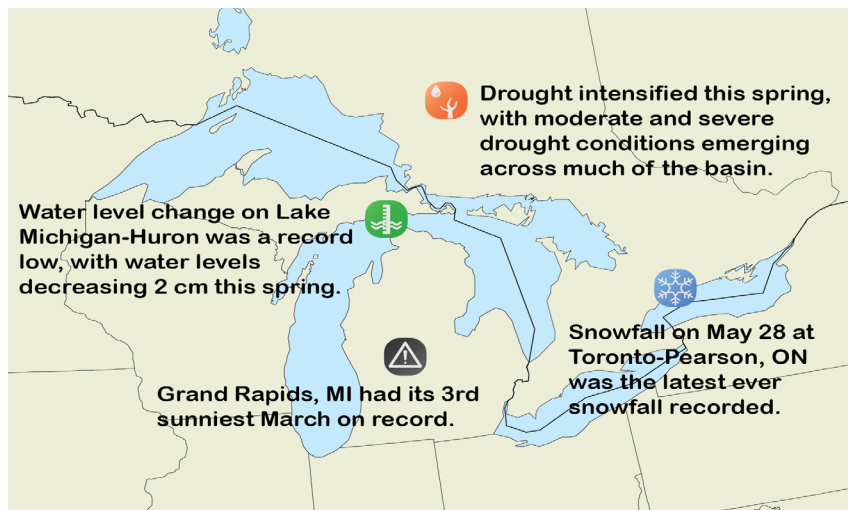 Drought intensified this spring,
with moderate and severe
drought conditions emerging
across much of the basin.
Water level change on Lake
Michigan-Huron was a record
low, with water levels
decreasing 2 cm this spring.
Snowfall on May 28 at
Toronto-Pearson, ON
was the latest ever
snowfall recorded.
Grand Rapids, MI had its 3rd
sunniest March on record.